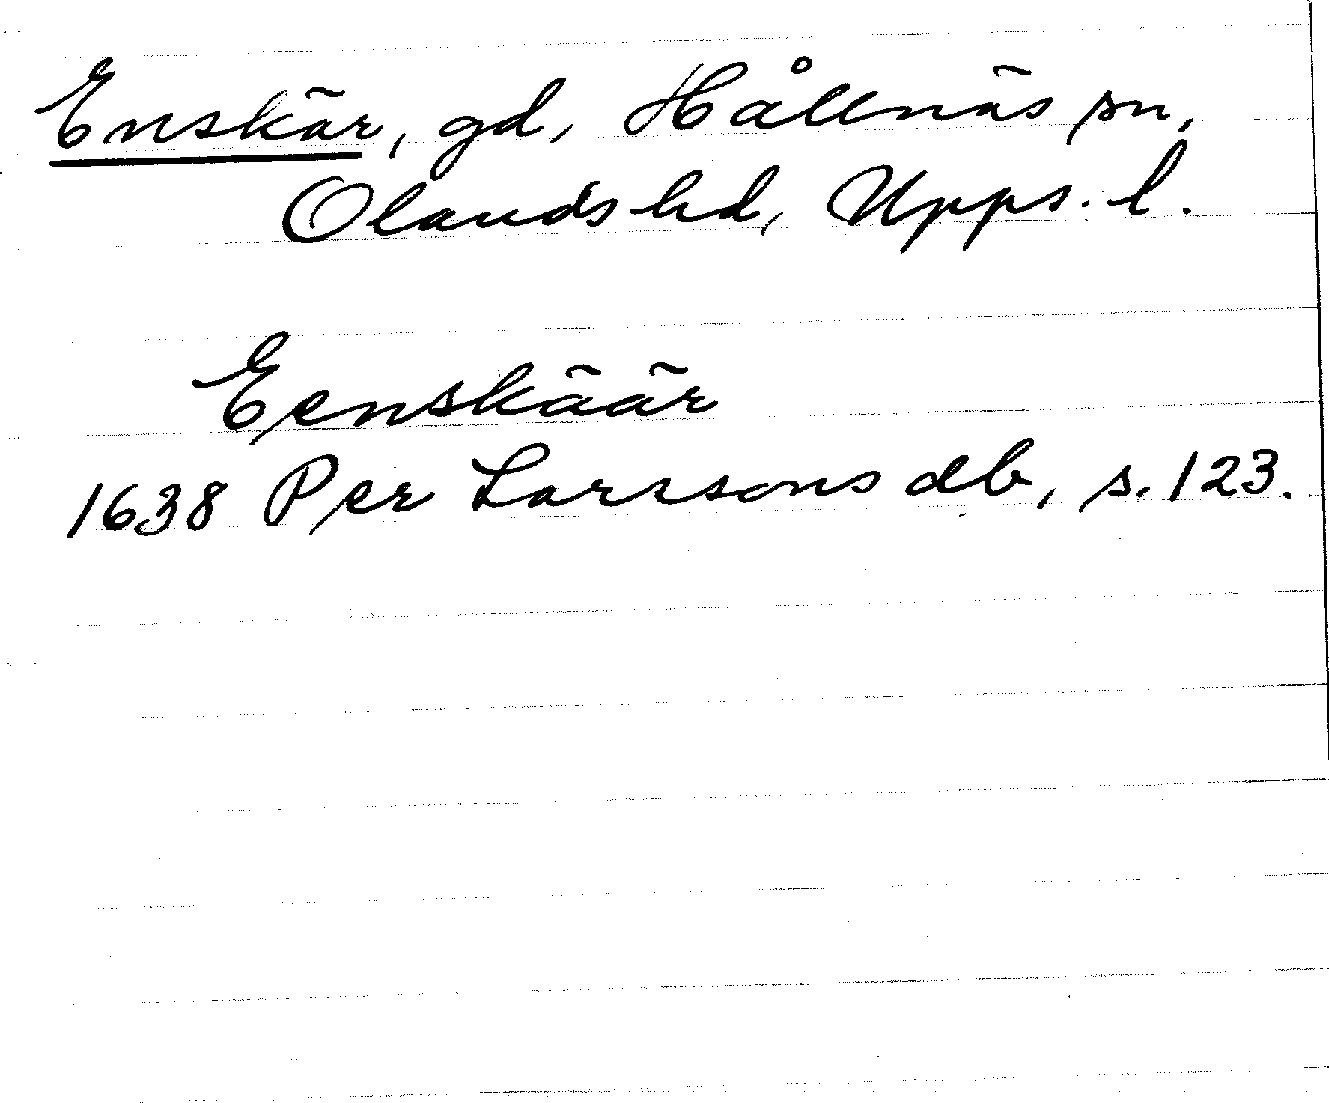 Enskär, gd, Hållnäs sn,
Olands hd, Upps. l.
Eenskäär
1638 Per Larssons db, s. 123.